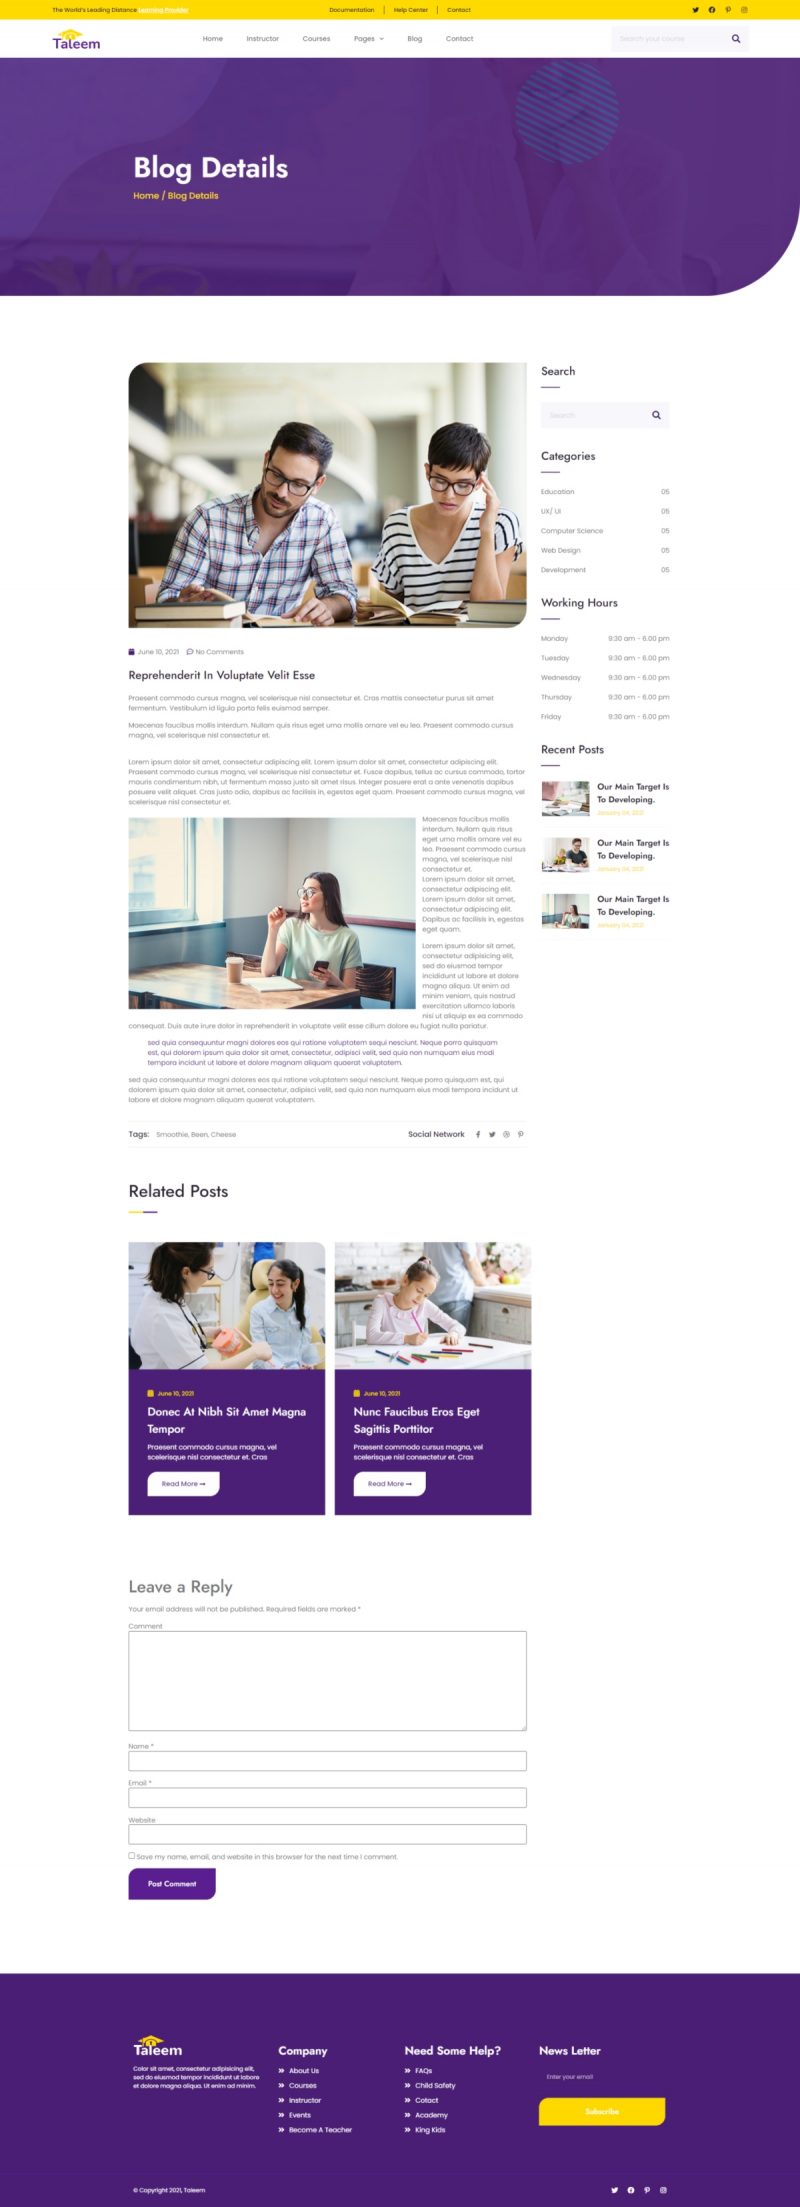 The World's Leading Distance Learning Provider
Documentation
Help Center
Contact
Taleem
Home
Instructor
Courses
Pages
Blog
Contact
Search your course
Blog Details
Home / Blog Details
June 10, 2021
No Comments
Reprehenderit In Voluptate Velit Esse
Praesent commodo cursus magna, vel scelerisque nisl consectetur et. Cras mattis consectetur purus sit amet
fermentum. Vestibulum id ligula porta felis euismod semper.
Maecenas faucibus mollis interdum. Nullam quis risus eget urna mollis ornare vel eu leo. Praesent commodo cursus
magna, vel scelerisque nisl consectetur et.
Lorem ipsum dolor sit amet, consectetur adipiscing elit. Lorem ipsum dolor sit amet, consectetur adipiscing elit.
Praesent commodo cursus magna, vel scelerisque nisl consectetur et. Fusce dapibus, tellus ac cursus commodo, tortor
mauris condimentum nibh, ut fermentum massa justo sit amet risus. Integer posuere erat a ante venenatis dapibus
posuere velit aliquet. Cras justo odio, dapibus ac facilisis in, egestas eget quam. Praesent commodo cursus magna, vel
scelerisque nisl consectetur et.
Maecenas faucibus mollis
interdum. Nullam quis risus
eget urna mollis ornare vel eu
leo. Praesent commodo cursus
magna, vel scelerisque nisl
consectetur et.
Lorem ipsum dolor sit amet,
consectetur adipiscing elit.
Lorem ipsum dolor sit amet,
consectetur adipiscing elit.
Dapibus ac facilisis in, egestas
eget quam.
Lorem ipsum dolor sit amet,
consectetur adipiscing elit,
sed do eiusmod tempor
incididunt ut labore et dolore
magna aliqua. Ut enim ad
minim veniam, quis nostrud
exercitation ullamco laboris
nisi ut aliquip ex ea commodo
consequat. Duis aute irure dolor in reprehenderit in voluptate velit esse cillum dolore eu fugiat nulla pariatur.
sed quia consequuntur magni dolores eos qui ratione voluptatem sequi nesciunt. Neque porro quisquam
est, qui dolorem ipsum quia dolor sit amet, consectetur, adipisci velit, sed quia non numquam eius modi
tempora incidunt ut labore et dolore magnam aliquam quaerat voluptatem.
sed quia consequuntur magni dolores eos qui ratione voluptatem sequi nesciunt. Neque porro quisquam est, qui
dolorem ipsum quia dolor sit amet, consectetur, adipisci velit, sed quia non numquam eius modi tempora incidunt ut
labore et dolore magnam aliquam quaerat voluptatem.
Tags: Smoothie, Been, Cheese
Social Network
Search
Search
Categories
Education 05
UX/ UI 05
Computer Science 05
Web Design 05
Development 05
Working Hours
Monday 9:30 am - 6.00 pm
Tuesday 9:30 am - 6.00 pm
Wednesday 9:30 am - 6.00 pm
Thursday 9:30 am - 6.00 pm
Friday 9:30 am - 6.00 pm
Recent Posts
Our Main Target Is
To Developing.
January 04, 2021
Our Main Target Is
To Developing.
January 04, 2021
Our Main Target Is
To Developing.
January 04, 2021
Related Posts
June 10, 2021
Donec At Nibh Sit Amet Magna
Tempor
Praesent commodo cursus magna, vel
scelerisque nisl consectetur et. Cras
Read More
June 10, 2021
Nunc Faucibus Eros Eget
Sagittis Porttitor
Praesent commodo cursus magna, vel
scelerisque nisl consectetur et. Cras
Read More
Leave a Reply
Your email address will not be published. Required fields are marked *
Comment
Name *
Email *
Website
Save my name, email, and website in this browser for the next time I comment.
Post Comment
Taleem
Color sit amet, consectetur adipisicing elit,
sed do eiusmod tempor incididunt ut labore
et dolore magna aliqua. Ut enim ad minim.
Company
About Us
Courses
Instructor
Events
Become A Teacher
Need Some Help?
FAQs
Child Safety
Cotact
Academy
King Kids
News Letter
Enter your email
Subscribe
© Copyright 2021, Taleem